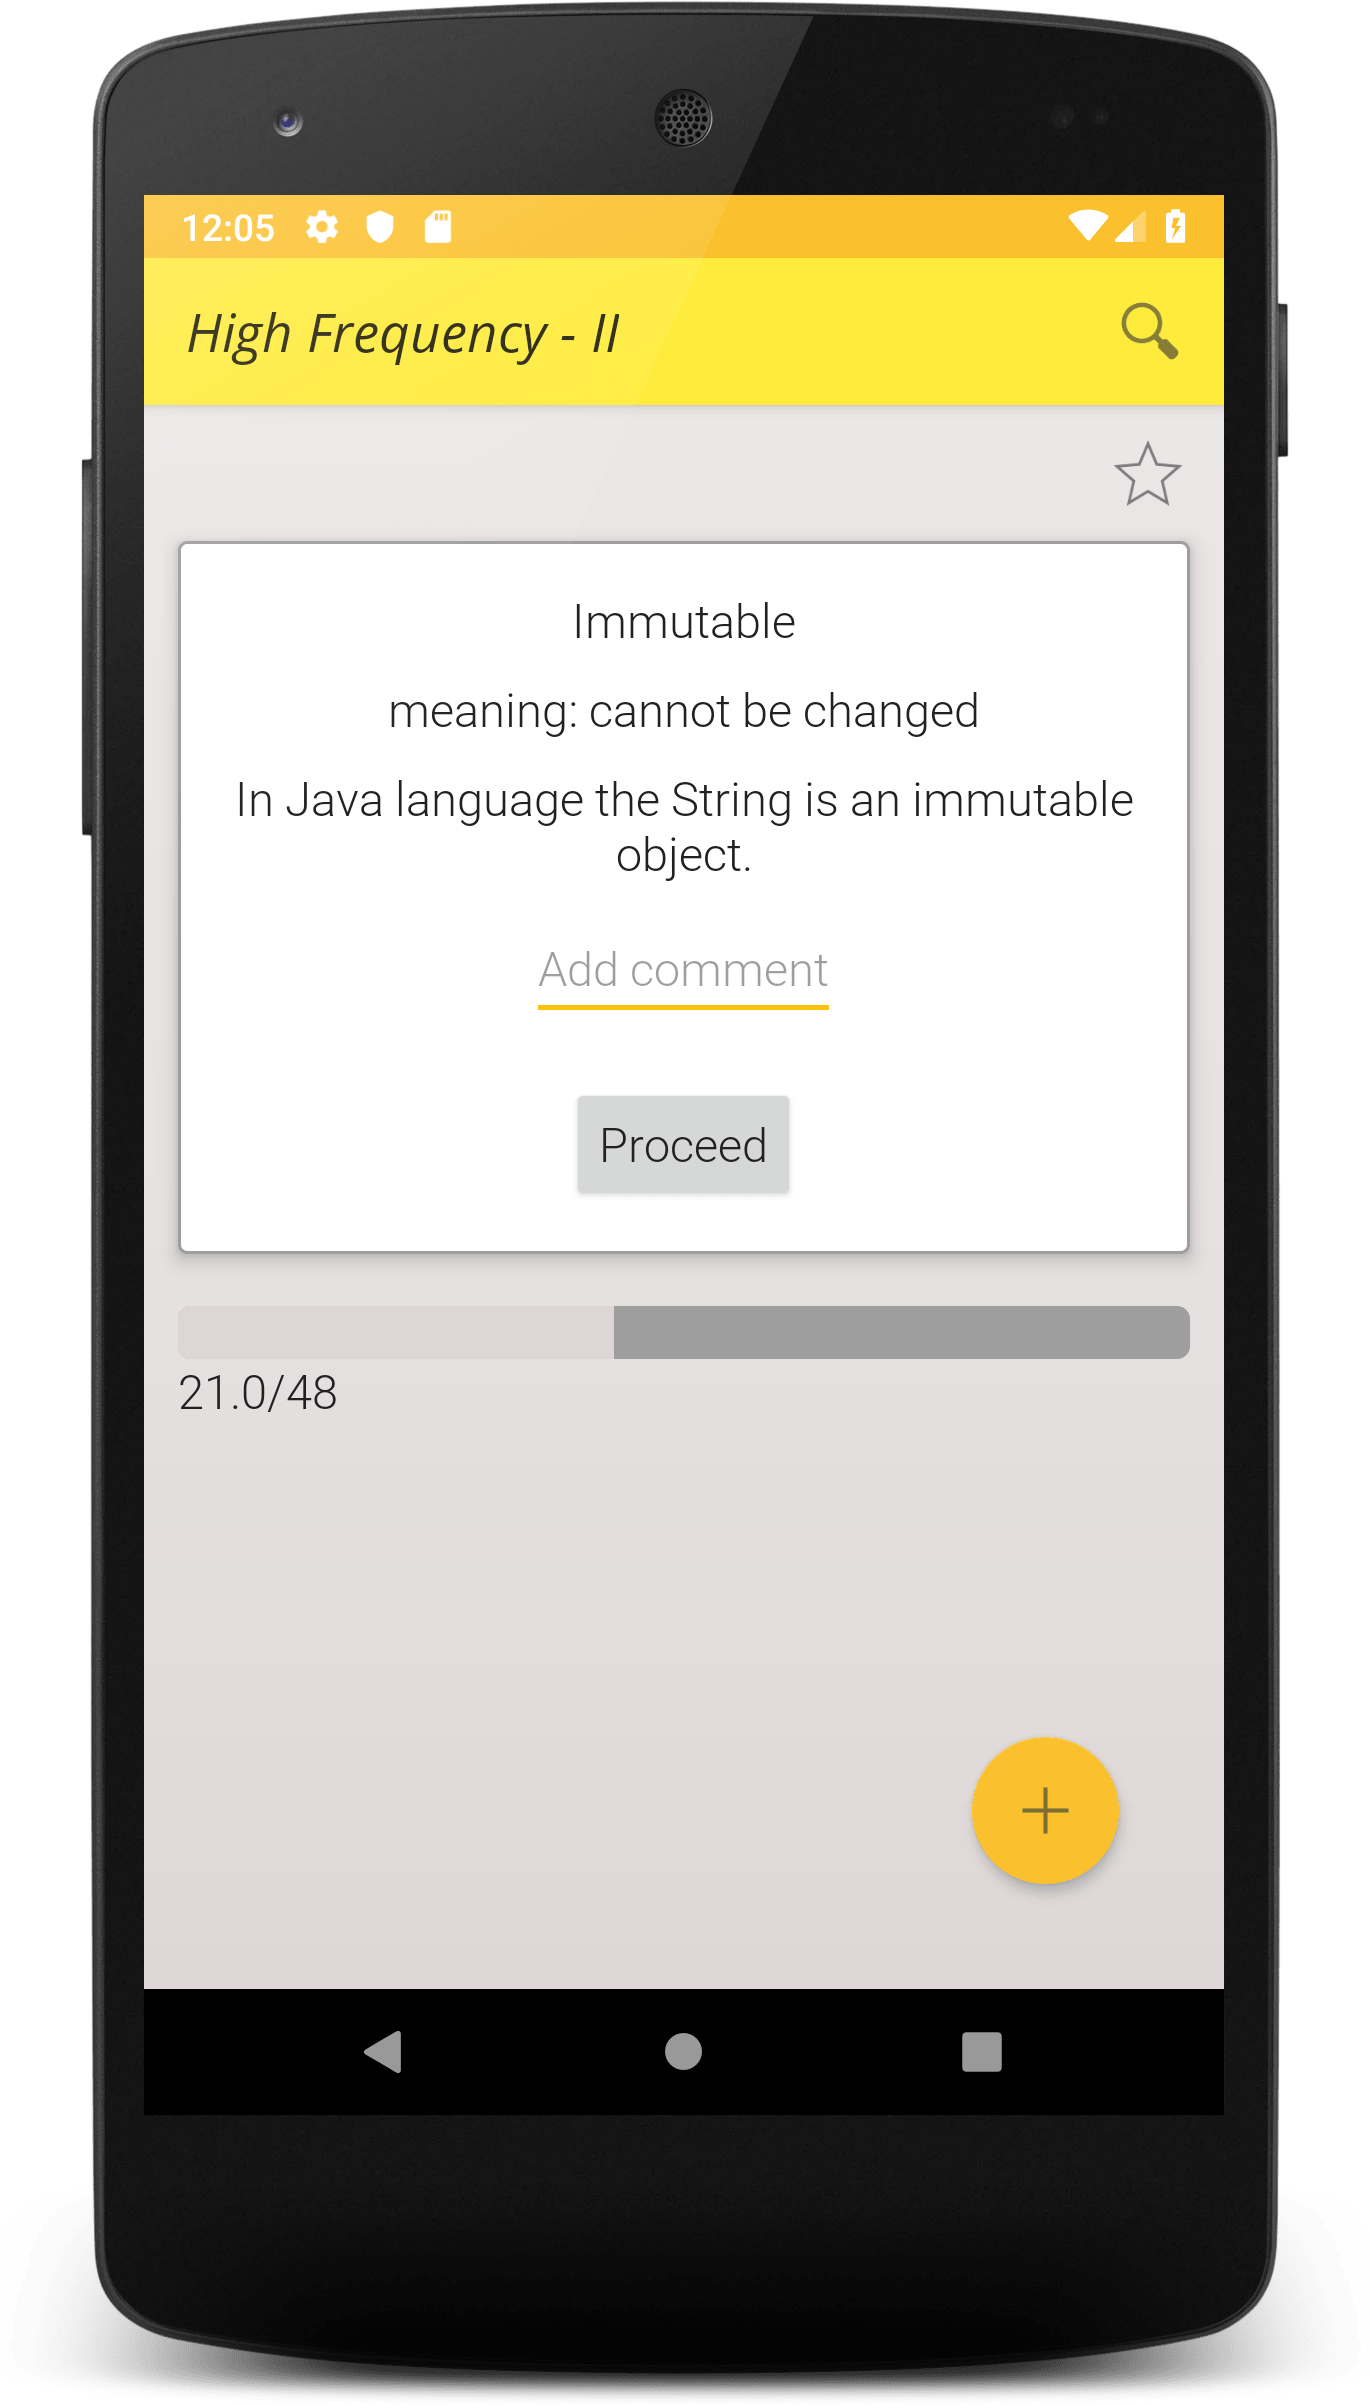 12:05
High Frequency - II
Immutable
meaning: cannot be changed
In Java language the String is an immutable
object.
Add comment
Proceed
21.0/48